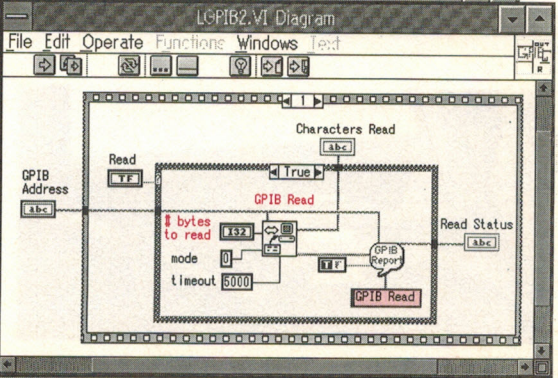 LGPIB2.VI Diagram
File Edit Operate Functions Windows Text
R
1
Characters Read
abc
Read
TF
True
GPIB Address
abc
GPIB Read
# bytes to read
I32
mode
0
timeout
5000
TF
GPIB Report
GPIB Read
Read Status
abc